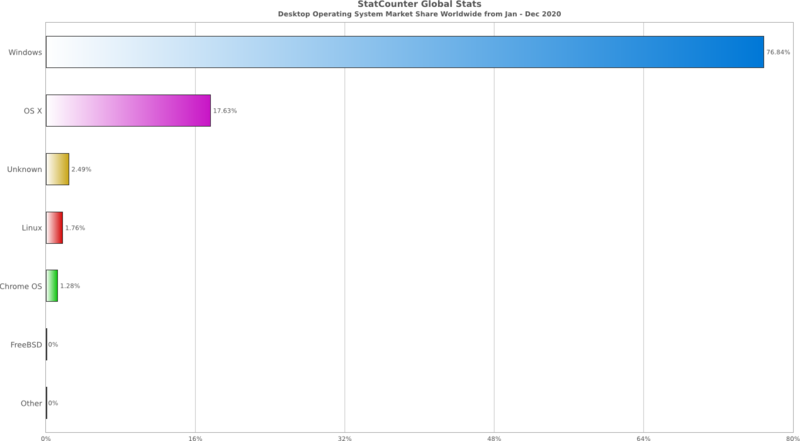 StatCounter Global Stats
Desktop Operating System Market Share Worldwide from Jan - Dec 2020
Windows 76.84%
OS X 17.63%
Unknown 2.49%
Linux 1.76%
Chrome OS 1.28%
FreeBSD 0%
Other 0%
0% 16% 32% 48% 64% 80%